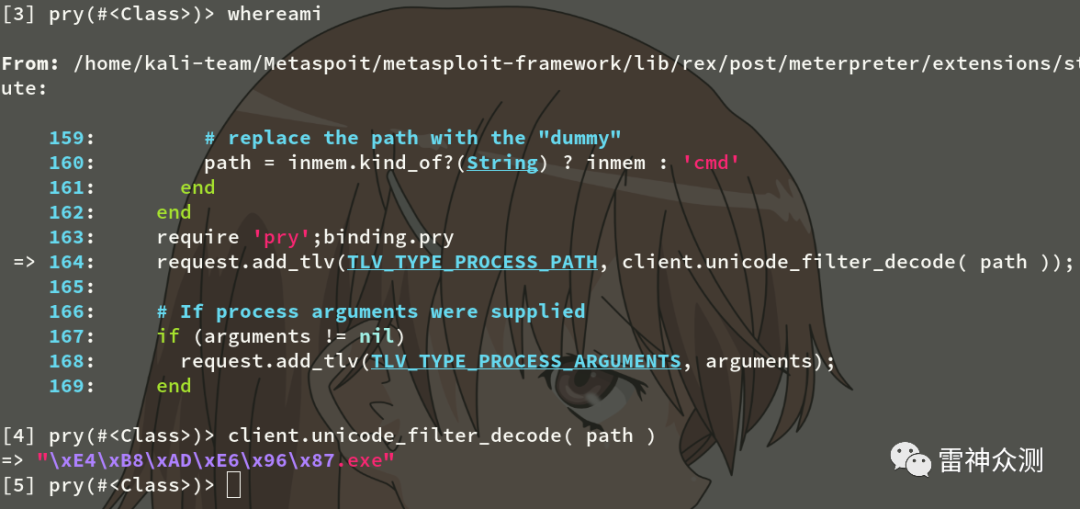 [3] pry(#<Class>)> whereami
From: /home/kali-team/Metaspoit/metasploit-framework/lib/rex/post/meterpreter/extensions/st
ute:
159: # replace the path with the "dummy"
160: path = inmem.kind_of?(String) ? inmem : 'cmd'
161: end
162: end
163: require 'pry';binding.pry
=> 164: request.add_tlv(TLV_TYPE_PROCESS_PATH, client.unicode_filter_decode( path ));
165:
166: # If process arguments were supplied
167: if (arguments != nil)
168: request.add_tlv(TLV_TYPE_PROCESS_ARGUMENTS, arguments);
169: end
[4] pry(#<Class>)> client.unicode_filter_decode( path )
=> "\xE4\xB8\xAD\xE6\x96\x87.exe"
[5] pry(#<Class>)>
雷神众测